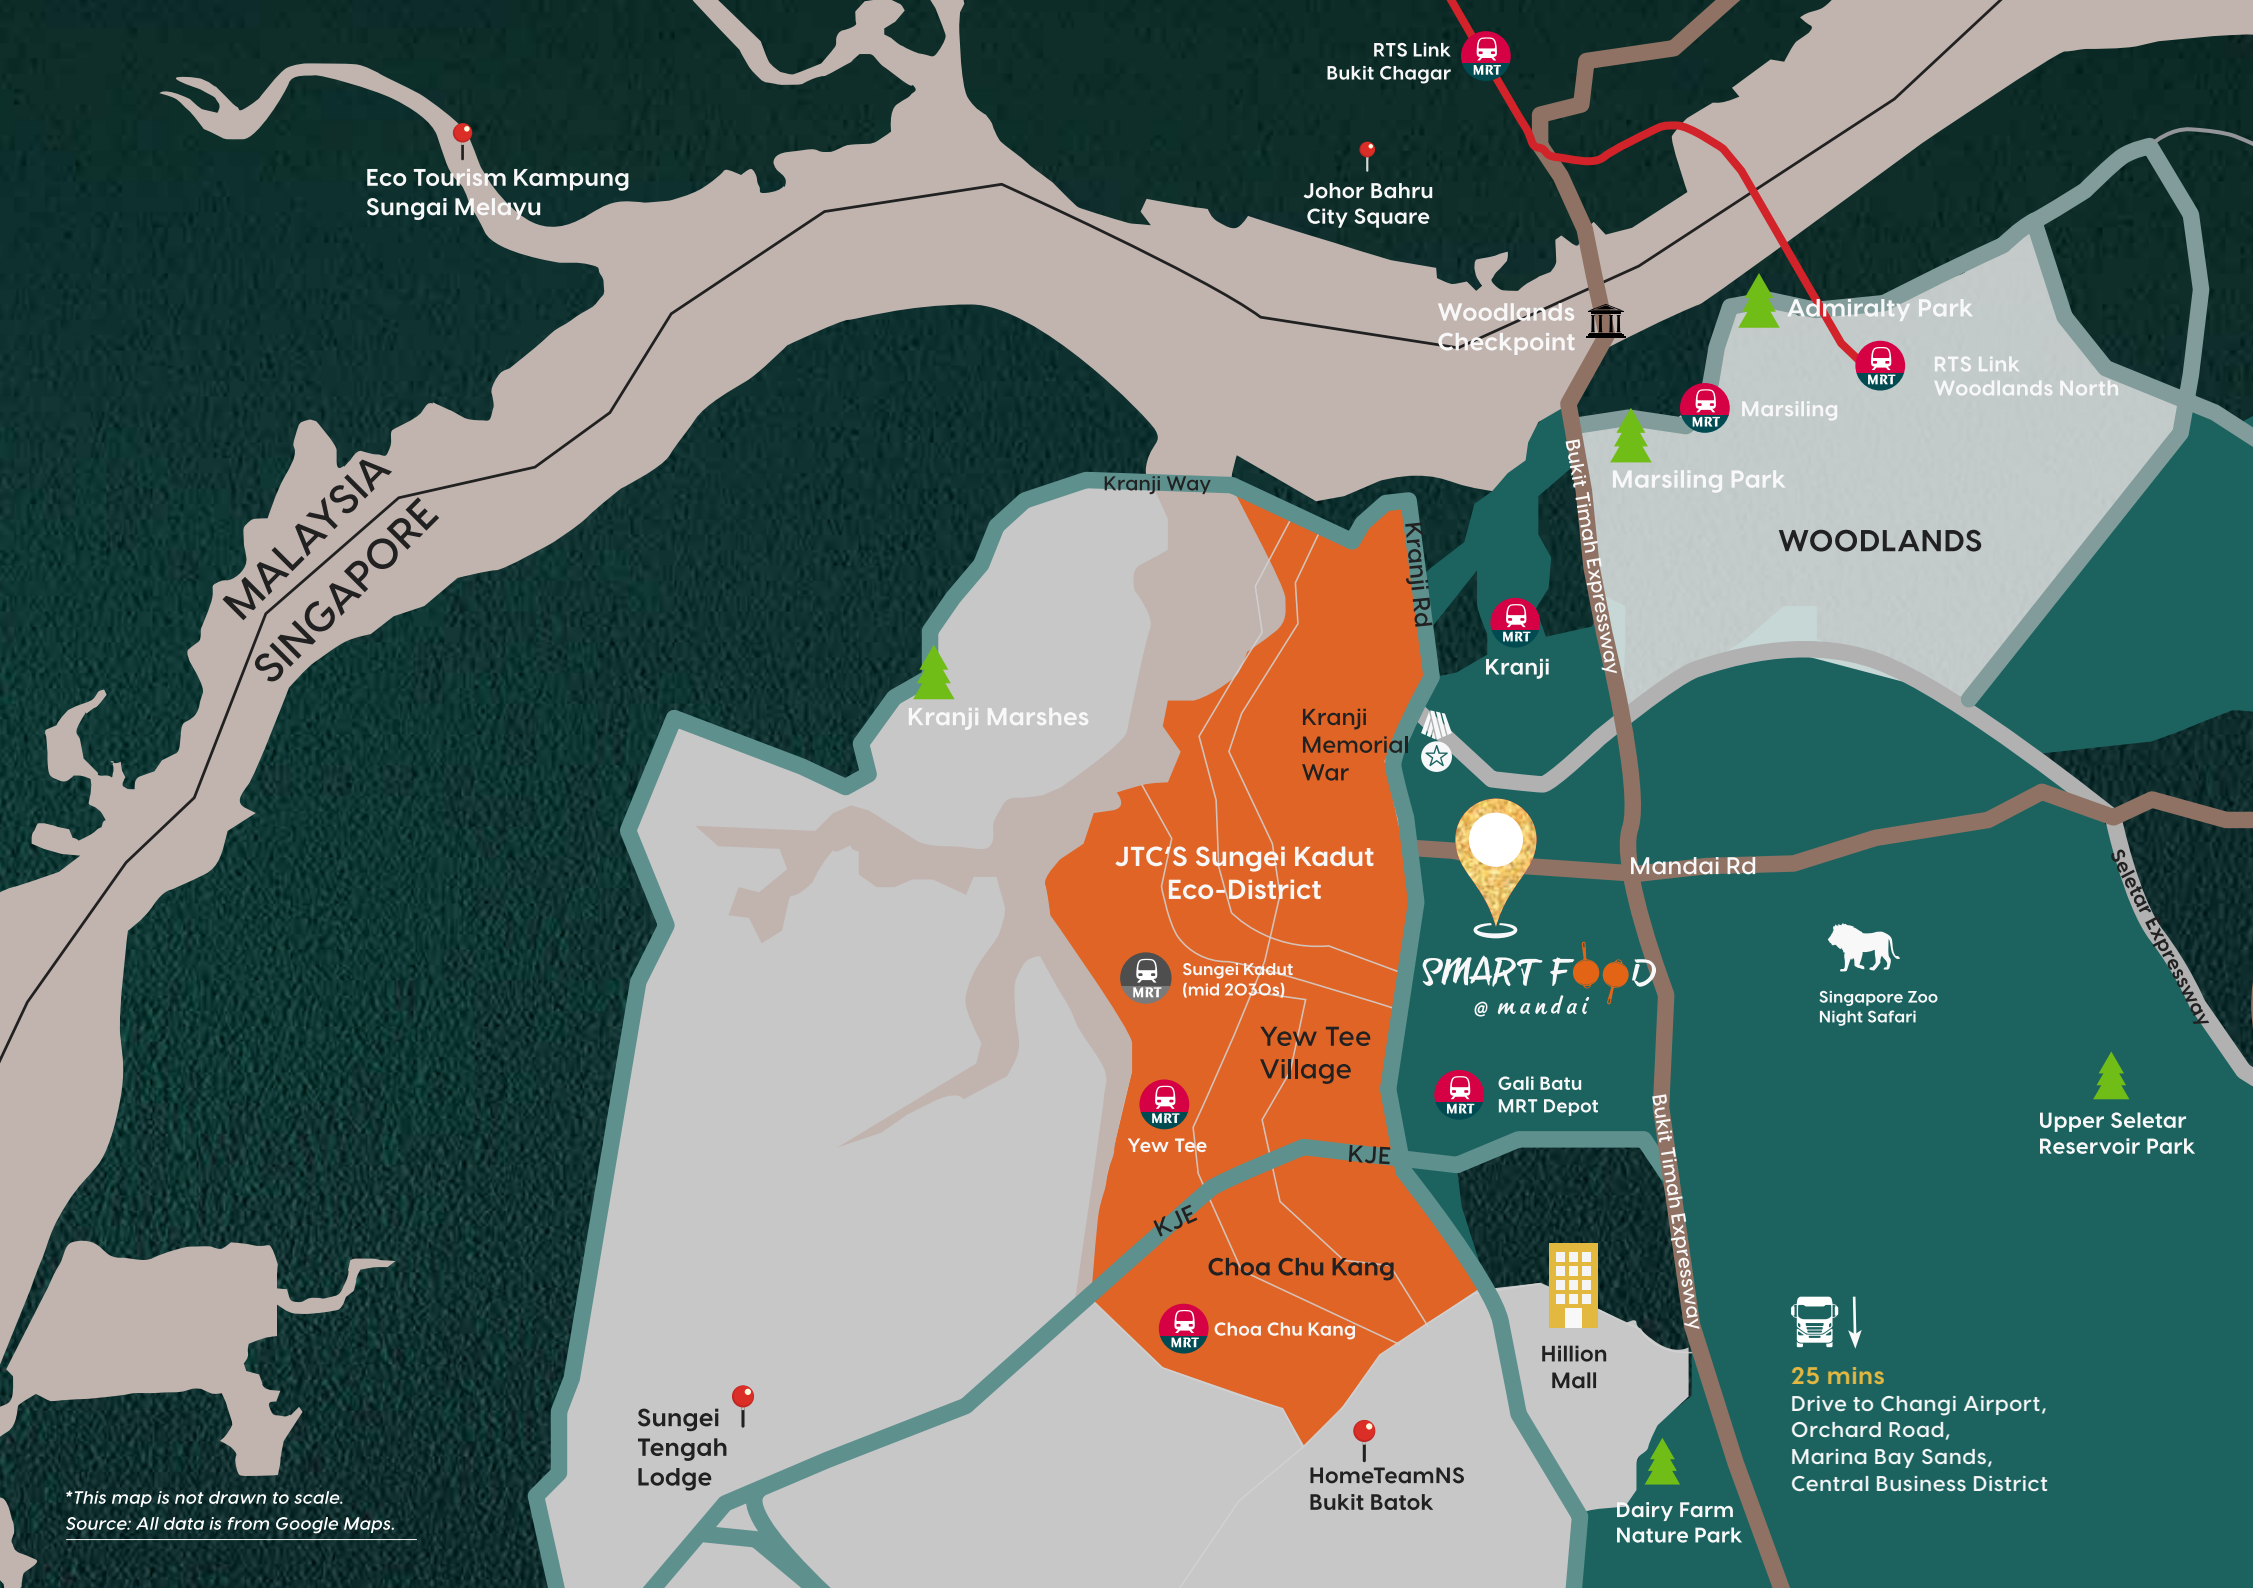 RTS Link
Bukit Chagar
MRT
Eco Tourism Kampung
Sungai Melayu
Johor Bahru
City Square
Woodlands
Checkpoint
Admiralty Park
MRT
RTS Link
Woodlands North
MRT
Marsiling
Marsiling Park
MALAYSIA
SINGAPORE
Kranji Way
Kranji Rd
Bukit Timah Expressway
WOODLANDS
MRT
Kranji
Kranji Marshes
Kranji
Memorial
War
JTC'S Sungei Kadut
Eco-District
Mandai Rd
Seletar Expressway
MRT
Sungei Kadut
(mid 2030s)
SMART FOOD
@ mandai
Singapore Zoo
Night Safari
Yew Tee
Village
MRT
Gali Batu
MRT Depot
MRT
Yew Tee
Upper Seletar
Reservoir Park
KJE
KJE
Bukit Timah Expressway
Choa Chu Kang
MRT
Choa Chu Kang
Hillion
Mall
25 mins
Drive to Changi Airport,
Orchard Road,
Marina Bay Sands,
Central Business District
Sungei
Tengah
Lodge
HomeTeamNS
Bukit Batok
Dairy Farm
Nature Park
*This map is not drawn to scale.
Source: All data is from Google Maps.